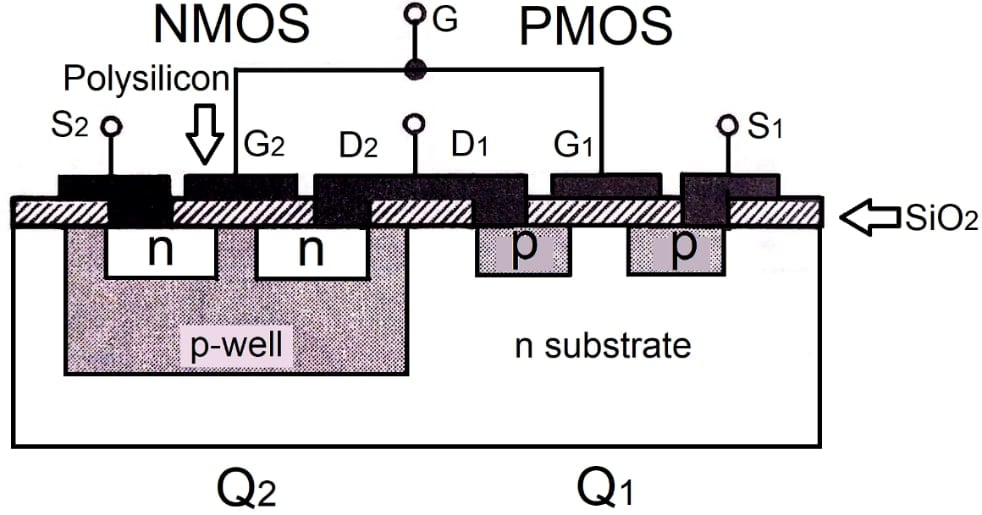 NMOS
G
PMOS
Polysilicon
S2
G2
D2
D1
G1
S1
SiO2
n
n
p
p
p-well
n substrate
Q2
Q1